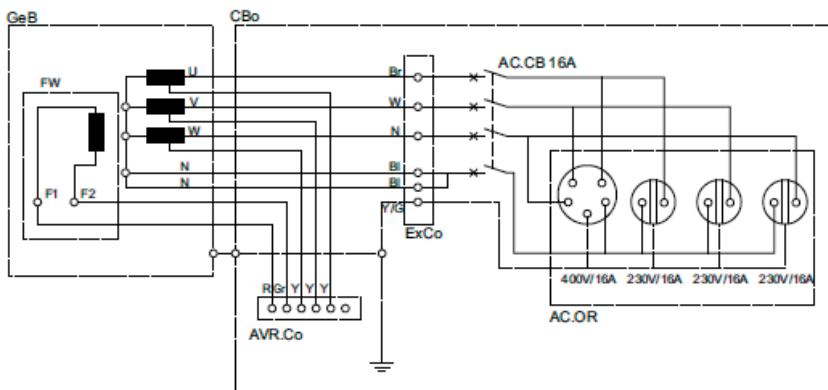 GeB
CBo
FW
F1
F2
U
V
W
N
N
Br
W
N
Bl
Bl
Y/G
ExCo
AC.CB 16A
R Gr Y Y Y
AVR.Co
400V/16A 230V/16A 230V/16A 230V/16A
AC.OR